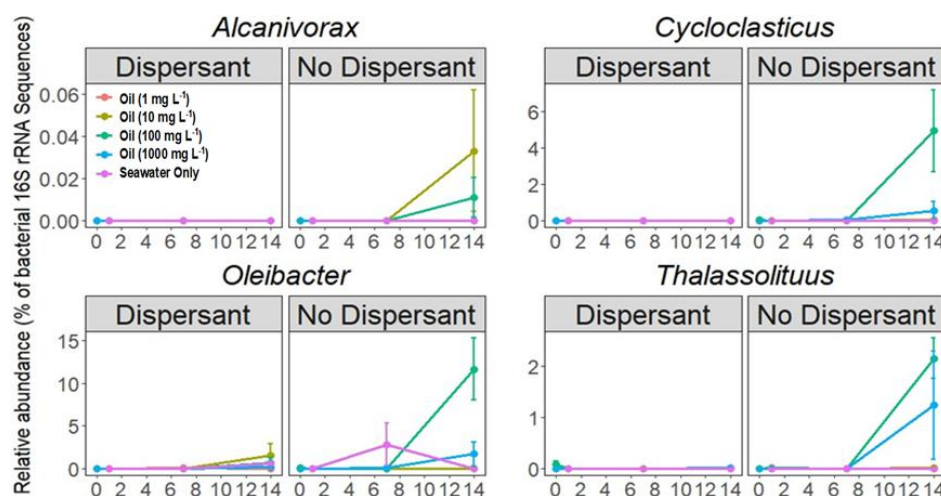 Relative abundance (% of bacterial 16S rRNA Sequences)
Alcanivorax
Dispersant No Dispersant
0.06
0.04
0.02
0.00
Oil (1 mg L⁻¹)
Oil (10 mg L⁻¹)
Oil (100 mg L⁻¹)
Oil (1000 mg L⁻¹)
Seawater Only
0 2 4 6 8 10 12 14 0 2 4 6 8 10 12 14
Cycloclasticus
Dispersant No Dispersant
6
4
2
0
0 2 4 6 8 10 12 14 0 2 4 6 8 10 12 14
Oleibacter
Dispersant No Dispersant
15
10
5
0
0 2 4 6 8 10 12 14 0 2 4 6 8 10 12 14
Thalassolituus
Dispersant No Dispersant
2
1
0
0 2 4 6 8 10 12 14 0 2 4 6 8 10 12 14